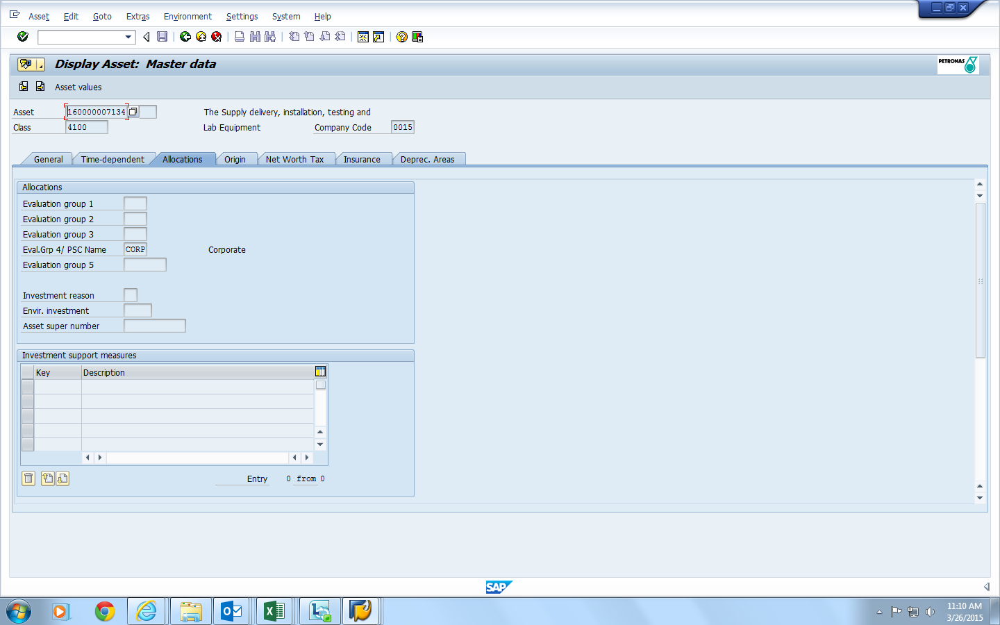 Asset Edit Goto Extras Environment Settings System Help
Display Asset: Master data
PETRONAS
Asset values
Asset 160000007134 The Supply delivery, installation, testing and
Class 4100 Lab Equipment Company Code 0015
General Time-dependent Allocations Origin Net Worth Tax Insurance Deprec. Areas
Allocations
Evaluation group 1
Evaluation group 2
Evaluation group 3
Eval.Grp 4/ PSC Name CORP Corporate
Evaluation group 5
Investment reason
Envir. investment
Asset super number
Investment support measures
Key Description
Entry 0 from 0
SAP
11:10 AM
3/26/2015